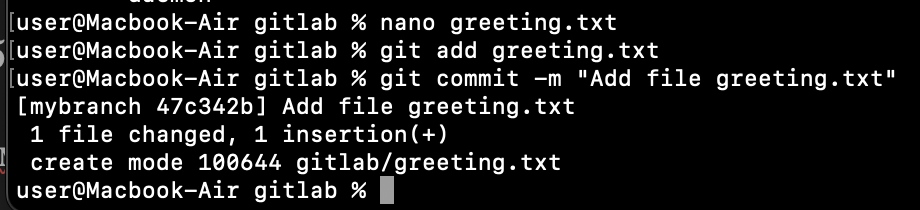 [user@Macbook-Air gitlab % nano greeting.txt
[user@Macbook-Air gitlab % git add greeting.txt
[user@Macbook-Air gitlab % git commit -m "Add file greeting.txt"
[mybranch 47c342b] Add file greeting.txt
 1 file changed, 1 insertion(+)
 create mode 100644 gitlab/greeting.txt
user@Macbook-Air gitlab %